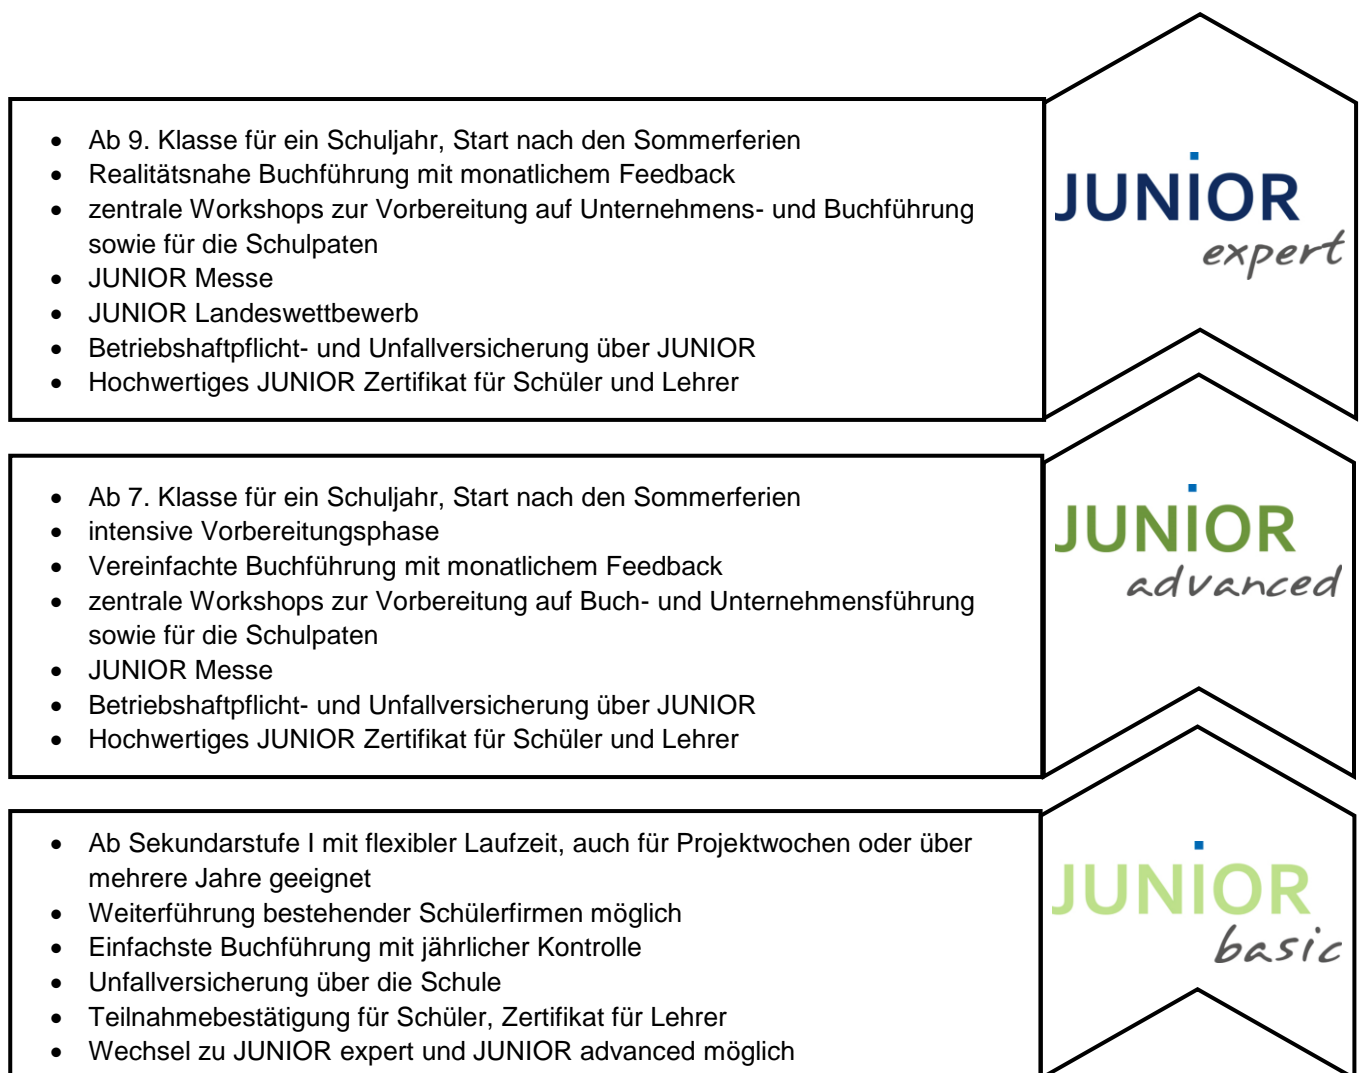 • Ab 9. Klasse für ein Schuljahr, Start nach den Sommerferien
• Realitätsnahe Buchführung mit monatlichem Feedback
• zentrale Workshops zur Vorbereitung auf Unternehmens- und Buchführung
sowie für die Schulpaten
• JUNIOR Messe
• JUNIOR Landeswettbewerb
• Betriebshaftpflicht- und Unfallversicherung über JUNIOR
• Hochwertiges JUNIOR Zertifikat für Schüler und Lehrer
JUNIOR
expert
• Ab 7. Klasse für ein Schuljahr, Start nach den Sommerferien
• intensive Vorbereitungsphase
• Vereinfachte Buchführung mit monatlichem Feedback
• zentrale Workshops zur Vorbereitung auf Buch- und Unternehmensführung
sowie für die Schulpaten
• JUNIOR Messe
• Betriebshaftpflicht- und Unfallversicherung über JUNIOR
• Hochwertiges JUNIOR Zertifikat für Schüler und Lehrer
JUNIOR
advanced
• Ab Sekundarstufe I mit flexibler Laufzeit, auch für Projektwochen oder über
mehrere Jahre geeignet
• Weiterführung bestehender Schülerfirmen möglich
• Einfachste Buchführung mit jährlicher Kontrolle
• Unfallversicherung über die Schule
• Teilnahmebestätigung für Schüler, Zertifikat für Lehrer
• Wechsel zu JUNIOR expert und JUNIOR advanced möglich
JUNIOR
basic